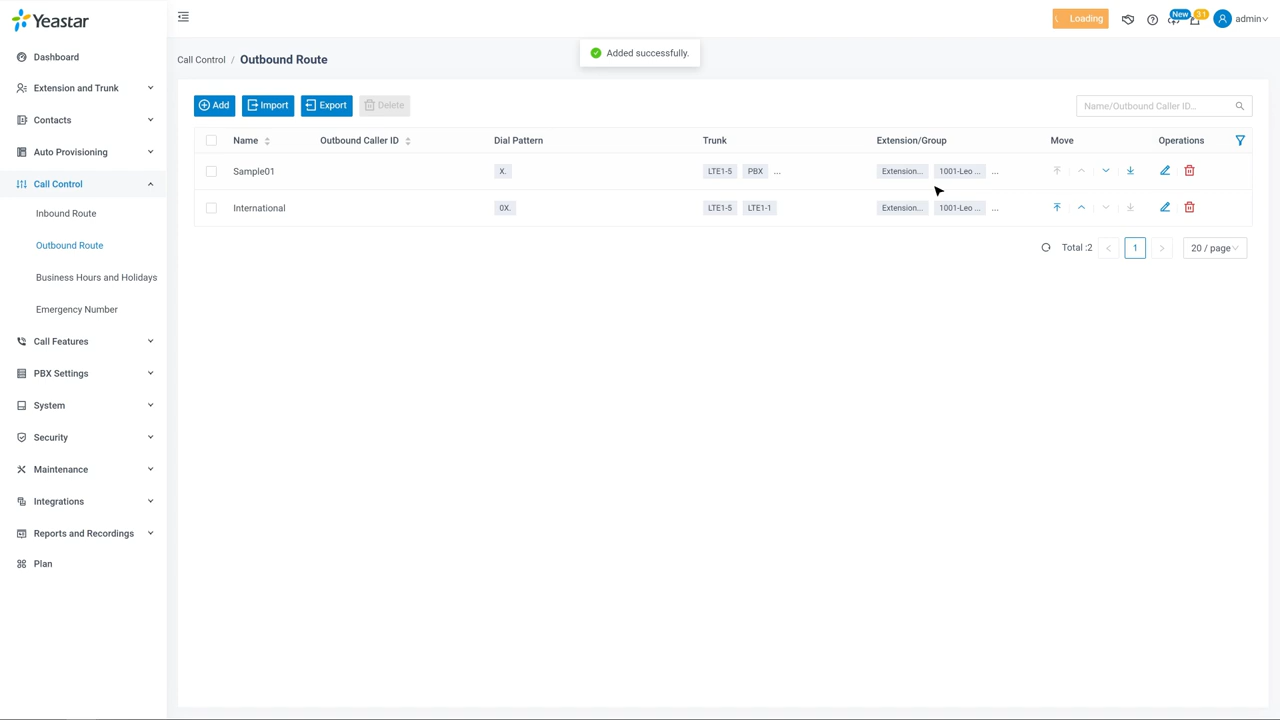 Yeastar
Loading
New
31
admin
Dashboard
Extension and Trunk
Contacts
Auto Provisioning
Call Control
Inbound Route
Outbound Route
Business Hours and Holidays
Emergency Number
Call Features
PBX Settings
System
Security
Maintenance
Integrations
Reports and Recordings
Plan
Call Control / Outbound Route
Added successfully.
Add Import Export Delete
Name/Outbound Caller ID...
Name Outbound Caller ID Dial Pattern Trunk Extension/Group Move Operations
Sample01 X. LTE1-5 PBX ... Extension... 1001-Leo ... ...
International 0X. LTE1-5 LTE1-1 Extension... 1001-Leo ... ...
Total :2 < 1 > 20 / page